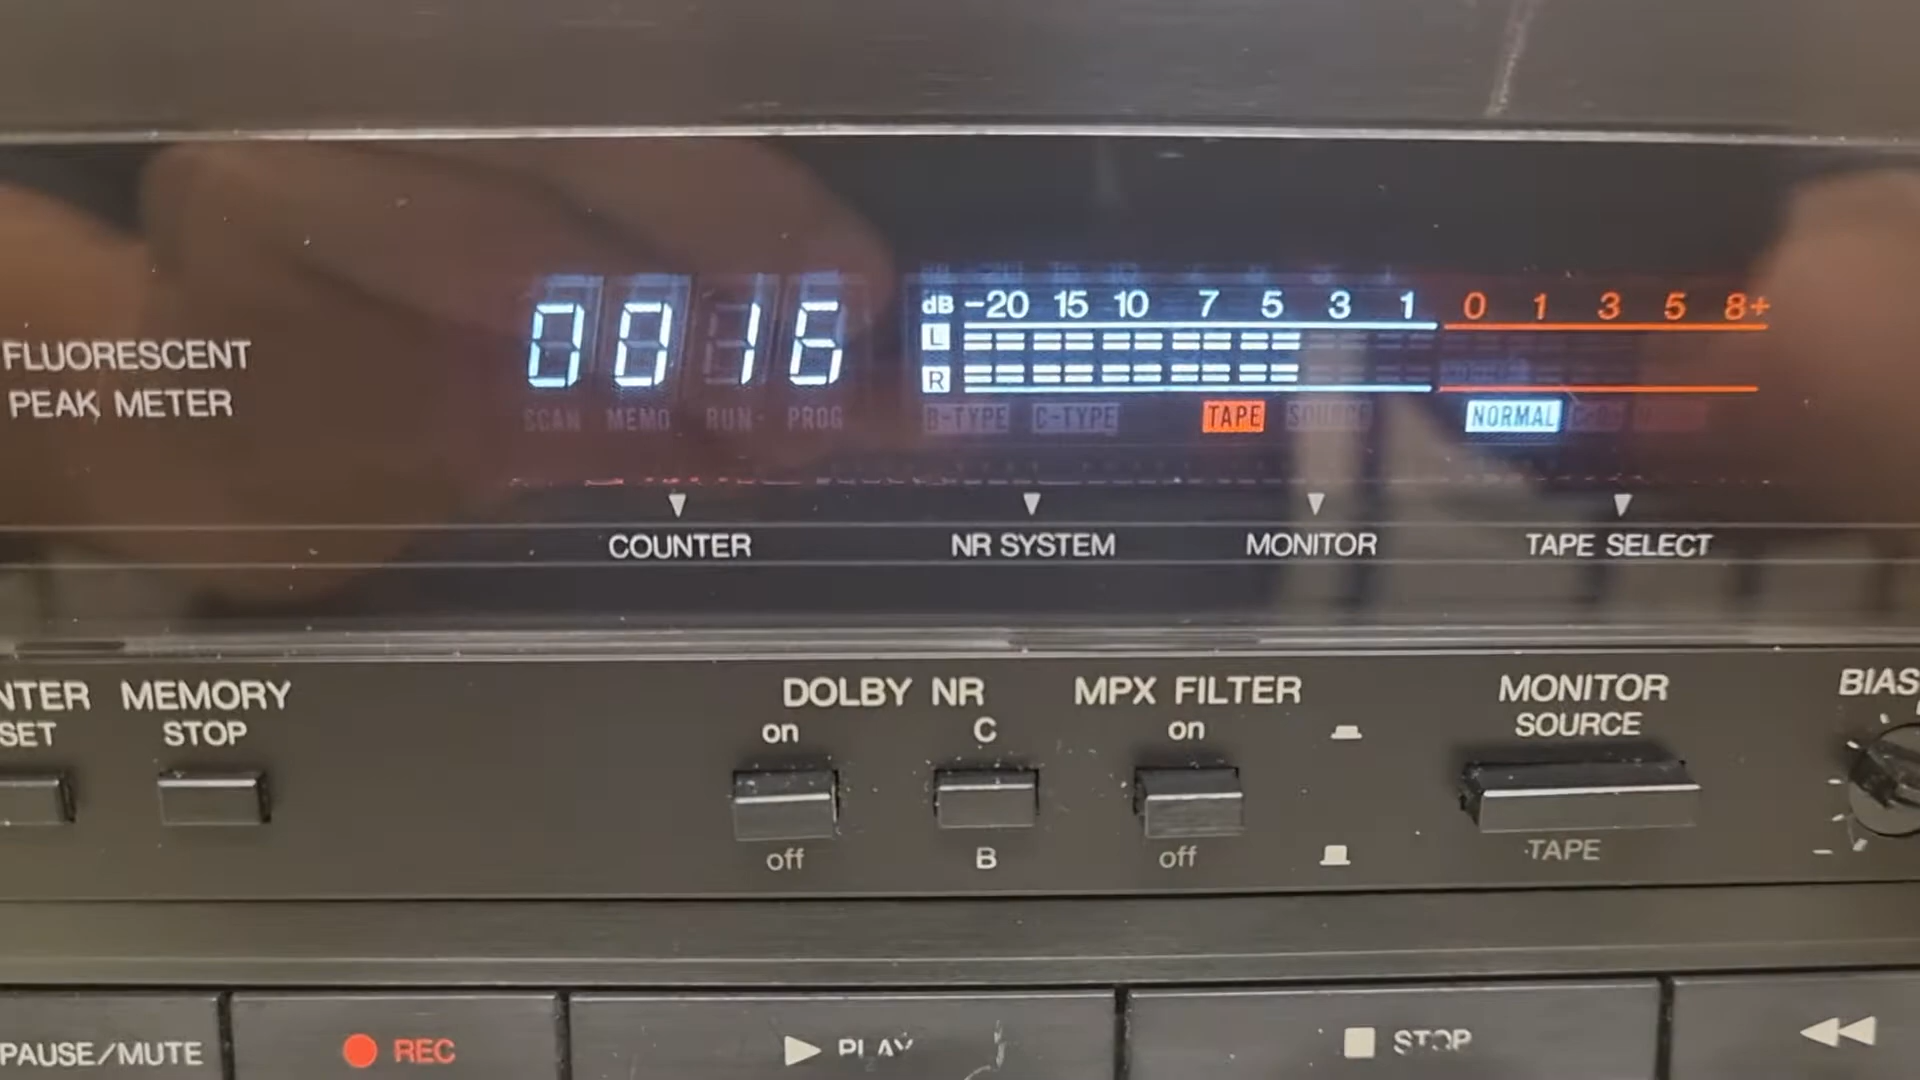 FLUORESCENT
PEAK METER
0016
SCAN MEMO RUN PROG
dB -20 15 10 7 5 3 1 0 1 3 5 8+
L
R
B-TYPE C-TYPE TAPE SOURCE NORMAL
COUNTER NR SYSTEM MONITOR TAPE SELECT
NTER MEMORY DOLBY NR MPX FILTER MONITOR BIAS
SET STOP on C on SOURCE
off B off TAPE
PAUSE/MUTE REC PLAY STOP